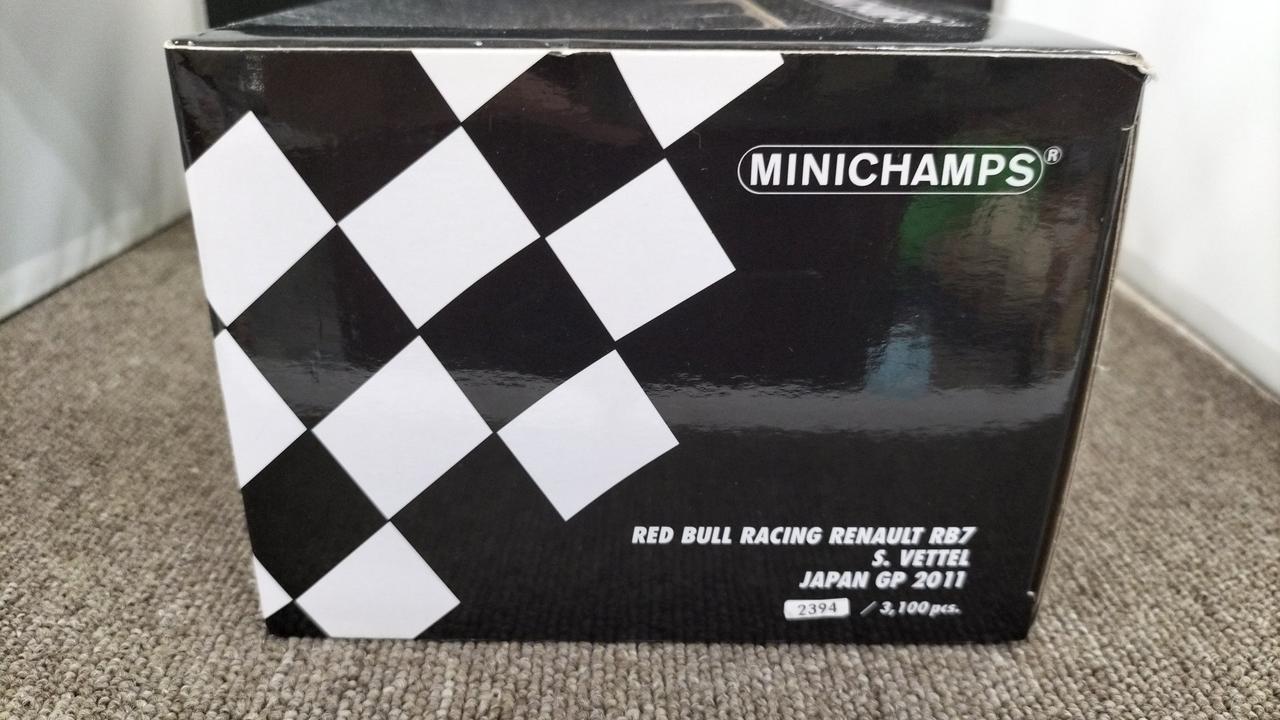 MINICHAMPS®
RED BULL RACING RENAULT RB7
S. VETTEL
JAPAN GP 2011
2394 / 3,100 pcs.